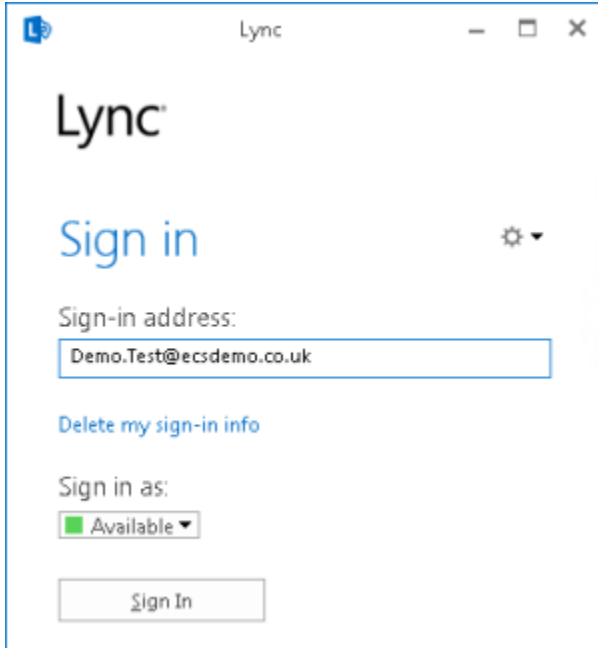 Lync
Lync
Sign in
Sign-in address:
Demo.Test@ecsdemo.co.uk
Delete my sign-in info
Sign in as:
Available
Sign In